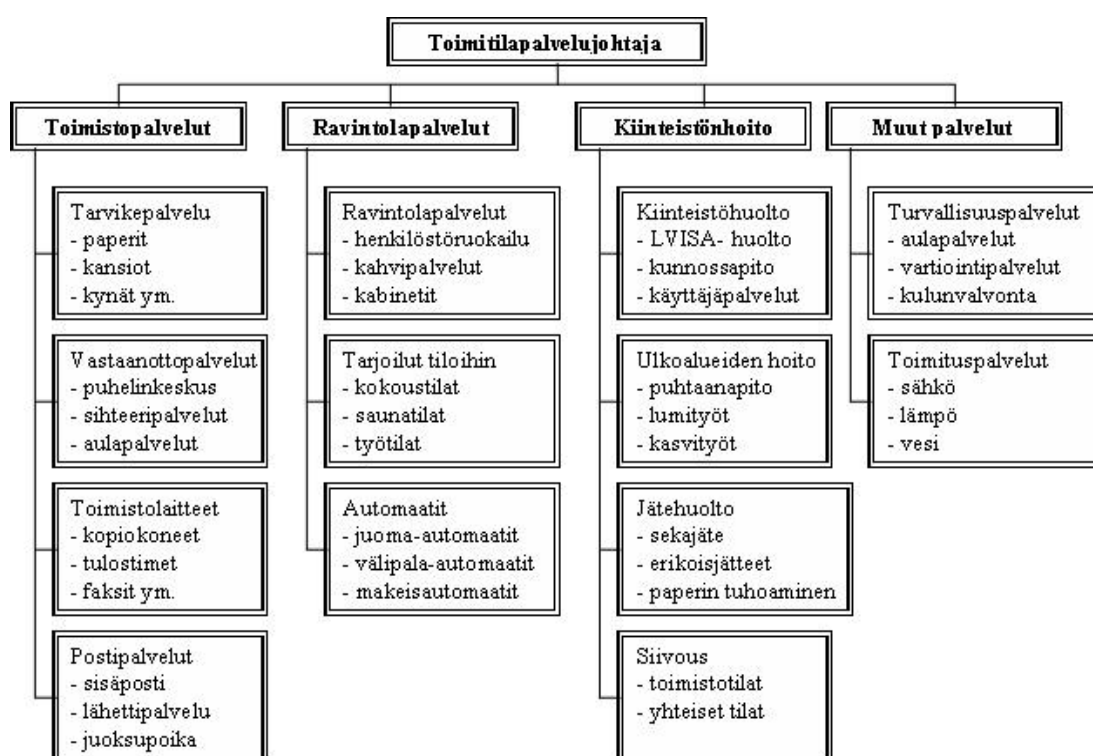 Toimitilapalvelujohtaja
Toimistopalvelut
Tarvikepalvelu
- paperit
- kansiot
- kynät ym.
Vastaanottopalvelut
- puhelinkeskus
- sihteeripalvelut
- aulapalvelut
Toimistolaitteet
- kopiokoneet
- tulostimet
- faksit ym.
Postipalvelut
- sisäposti
- lähettipalvelu
- juoksupoika
Ravintolapalvelut
Ravintolapalvelut
- henkilöstöruokailu
- kahvipalvelut
- kabinetit
Tarjoilut tiloihin
- kokoustilat
- saunatilat
- työtilat
Automaatit
- juoma-automaatit
- välipala-automaatit
- makeisautomaatit
Kiinteistönhoito
Kiinteistöhuolto
- LVISA- huolto
- kunnossapito
- käyttäjäpalvelut
Ulkoalueiden hoito
- puhtaanapito
- lumityöt
- kasvityöt
Jätehuolto
- sekajäte
- erikoisjätteet
- paperin tuhoaminen
Siivous
- toimistotilat
- yhteiset tilat
Muut palvelut
Turvallisuuspalvelut
- aulapalvelut
- vartiointipalvelut
- kulunvalvonta
Toimituspalvelut
- sähkö
- lämpö
- vesi